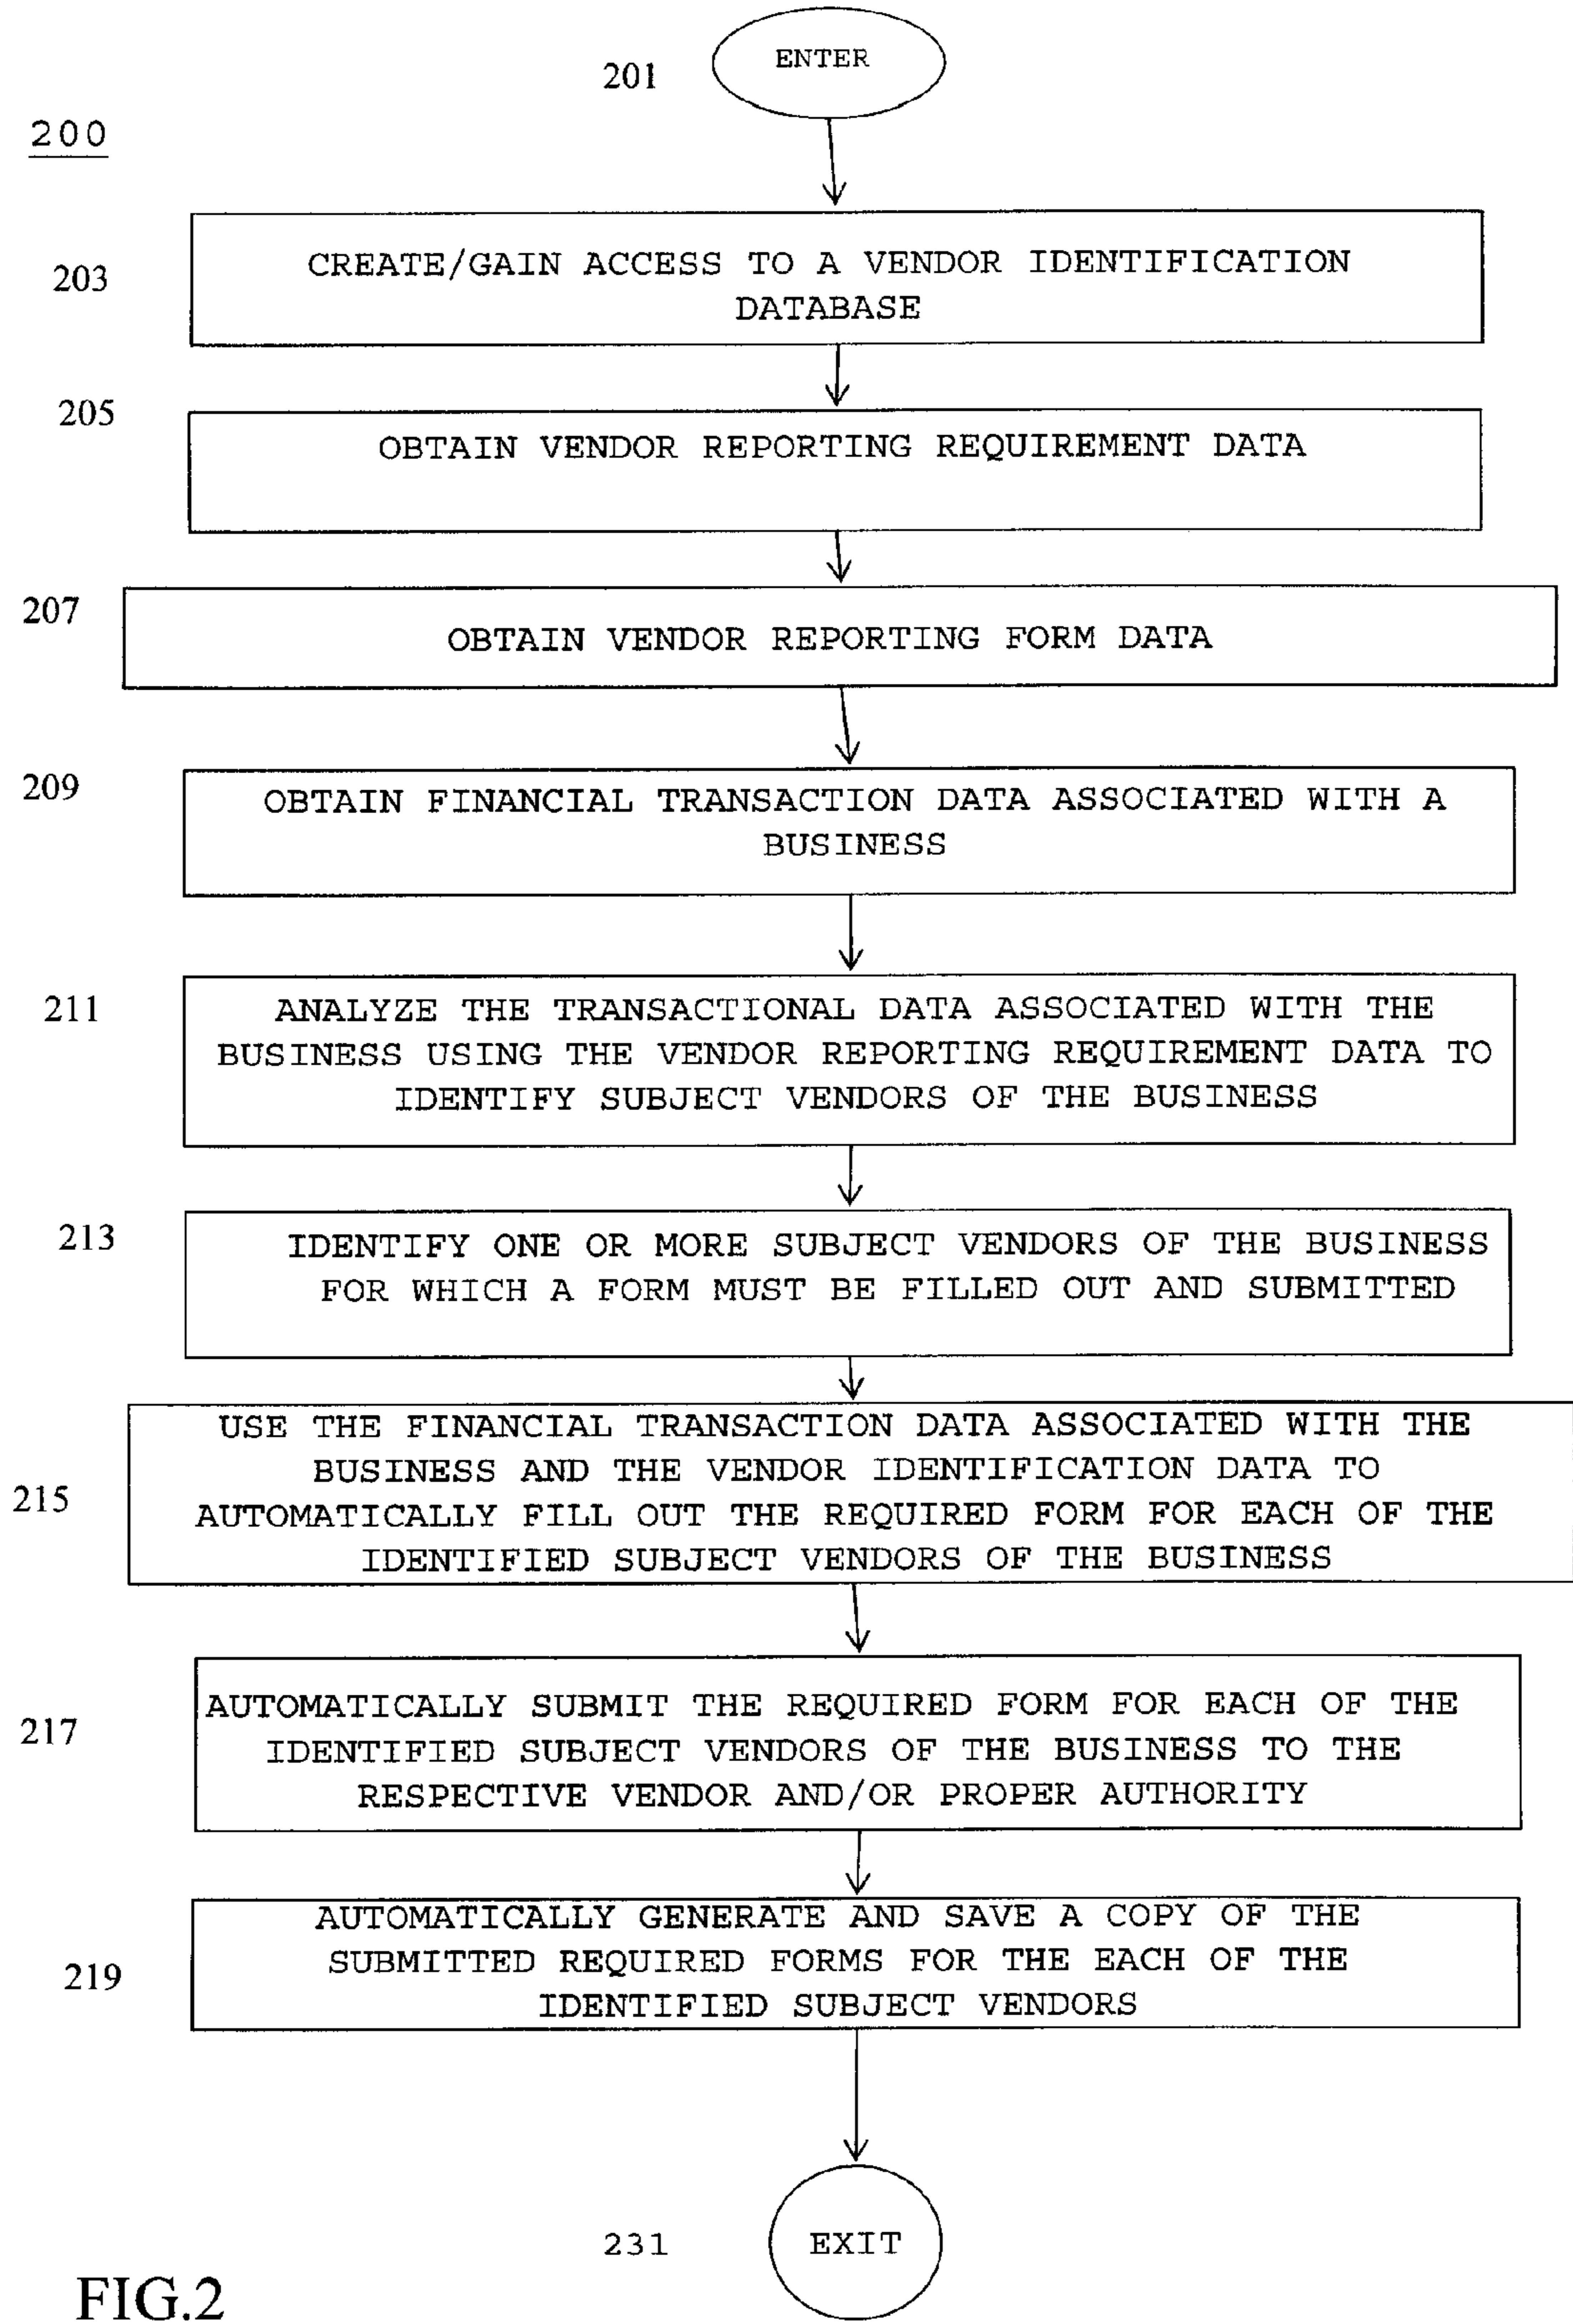 ENTER
201
200
CREATE/GAIN ACCESS TO A VENDOR IDENTIFICATION
DATABASE
203
205
OBTAIN VENDOR REPORTING REQUIREMENT DATA
207
OBTAIN VENDOR REPORTING FORM DATA
209
OBTAIN FINANCIAL TRANSACTION DATA ASSOCIATED WITH A
BUSINESS
211
ANALYZE THE TRANSACTIONAL DATA ASSOCIATED WITH THE
BUSINESS USING THE VENDOR REPORTING REQUIREMENT DATA TO
IDENTIFY SUBJECT VENDORS OF THE BUSINESS
213
IDENTIFY ONE OR MORE SUBJECT VENDORS OF THE BUSINESS
FOR WHICH A FORM MUST BE FILLED OUT AND SUBMITTED
USE THE FINANCIAL TRANSACTION DATA ASSOCIATED WITH THE
BUSINESS AND THE VENDOR IDENTIFICATION DATA TO
215
AUTOMATICALLY FILL OUT THE REQUIRED FORM FOR EACH OF THE
IDENTIFIED SUBJECT VENDORS OF THE BUSINESS
AUTOMATICALLY SUBMIT THE REQUIRED FORM FOR EACH OF THE
217
IDENTIFIED SUBJECT VENDORS OF THE BUSINESS TO THE
RESPECTIVE VENDOR AND/OR PROPER AUTHORITY
AUTOMATICALLY GENERATE AND SAVE A COPY OF THE
SUBMITTED REQUIRED FORMS FOR THE EACH OF THE
219
IDENTIFIED SUBJECT VENDORS
231
EXIT
FIG.2